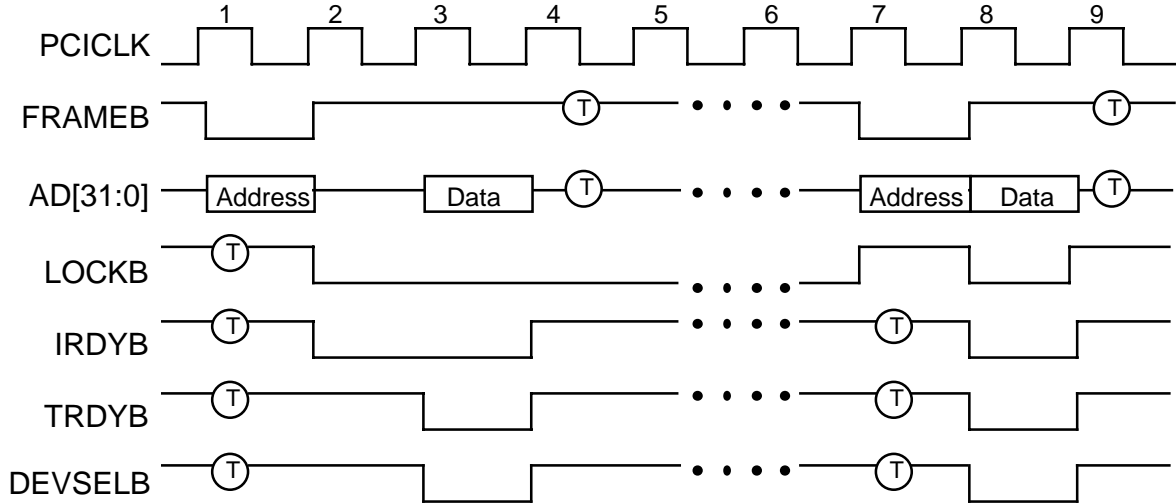 1 2 3 4 5 6 7 8 9
PCICLK
FRAMEB T T
AD[31:0] Address Data T Address Data T
LOCKB T
IRDYB T T
TRDYB T T
DEVSELB T T